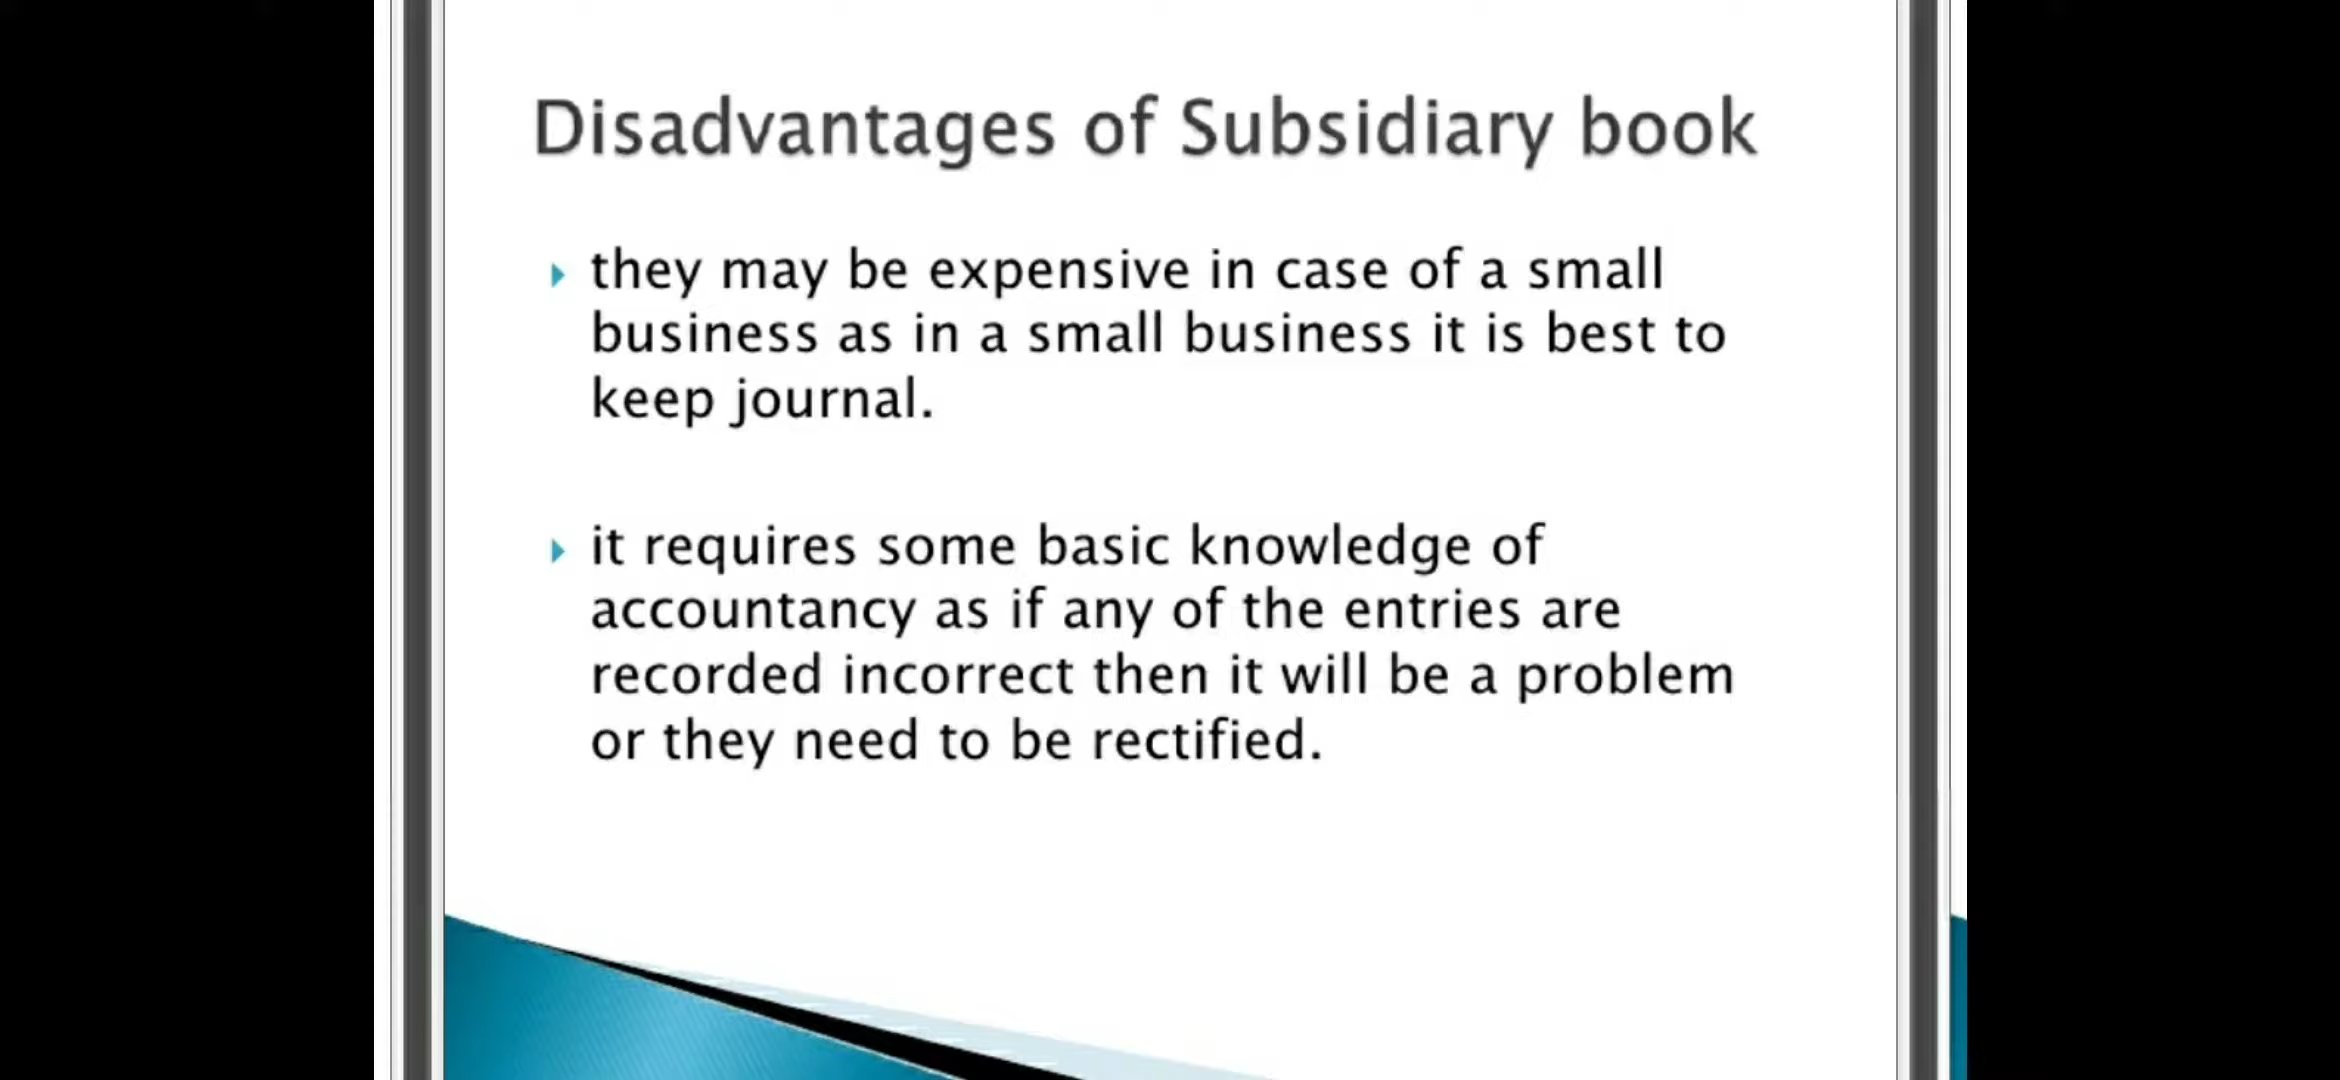 Disadvantages of Subsidiary book
they may be expensive in case of a small
business as in a small business it is best to
keep journal.
it requires some basic knowledge of
accountancy as if any of the entries are
recorded incorrect then it will be a problem
or they need to be rectified.